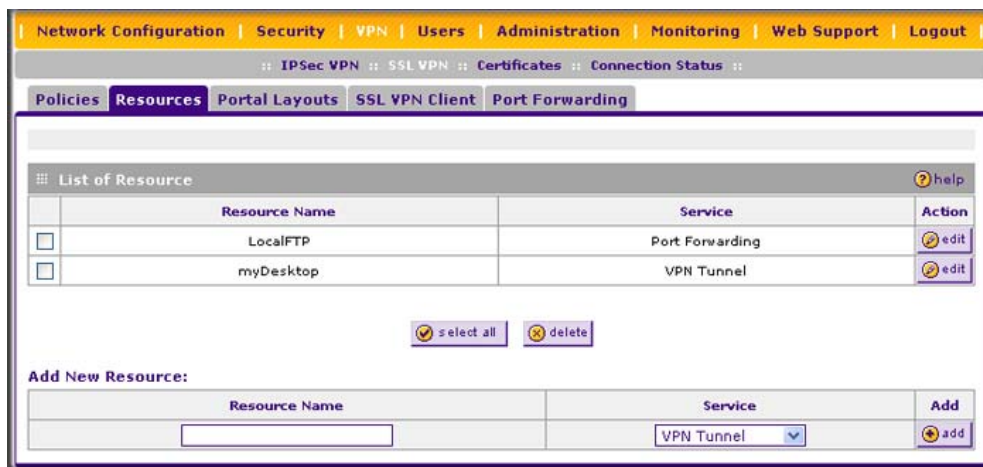 Network Configuration | Security | VPN | Users | Administration | Monitoring | Web Support | Logout
:: IPSec VPN :: SSL VPN :: Certificates :: Connection Status ::
Policies Resources Portal Layouts SSL VPN Client Port Forwarding
List of Resource help
Resource Name Service Action
LocalFTP Port Forwarding edit
myDesktop VPN Tunnel edit
select all delete
Add New Resource:
Resource Name Service Add
VPN Tunnel add